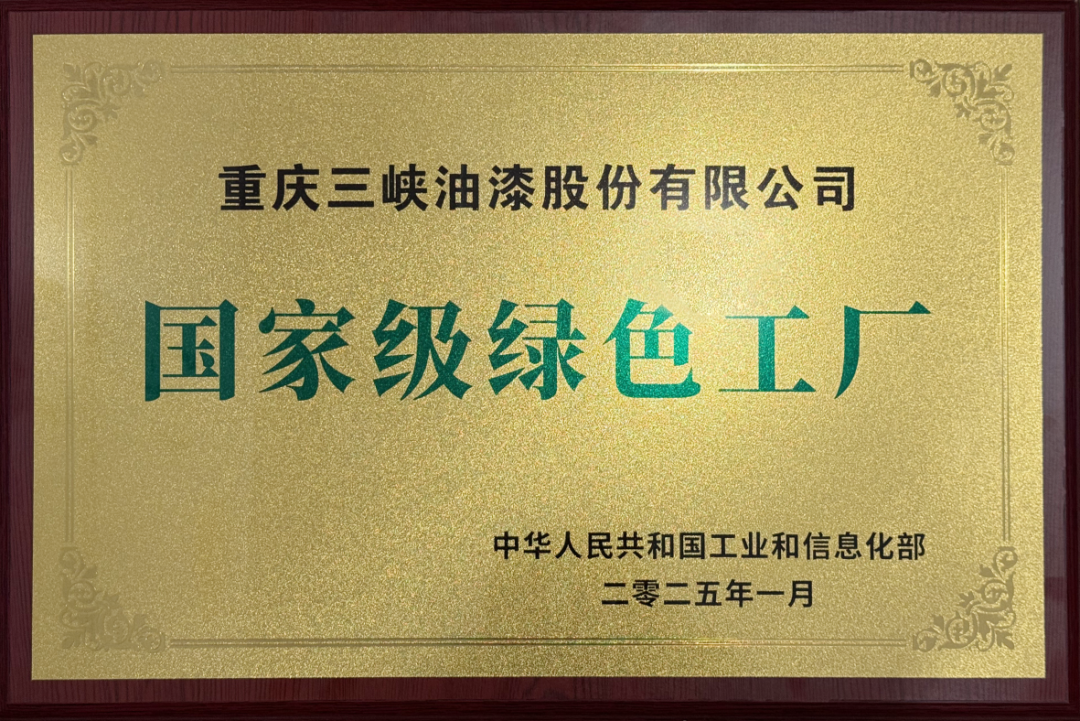 重庆三峡油漆股份有限公司
国家级绿色工厂
中华人民共和国工业和信息化部
二零二五年一月